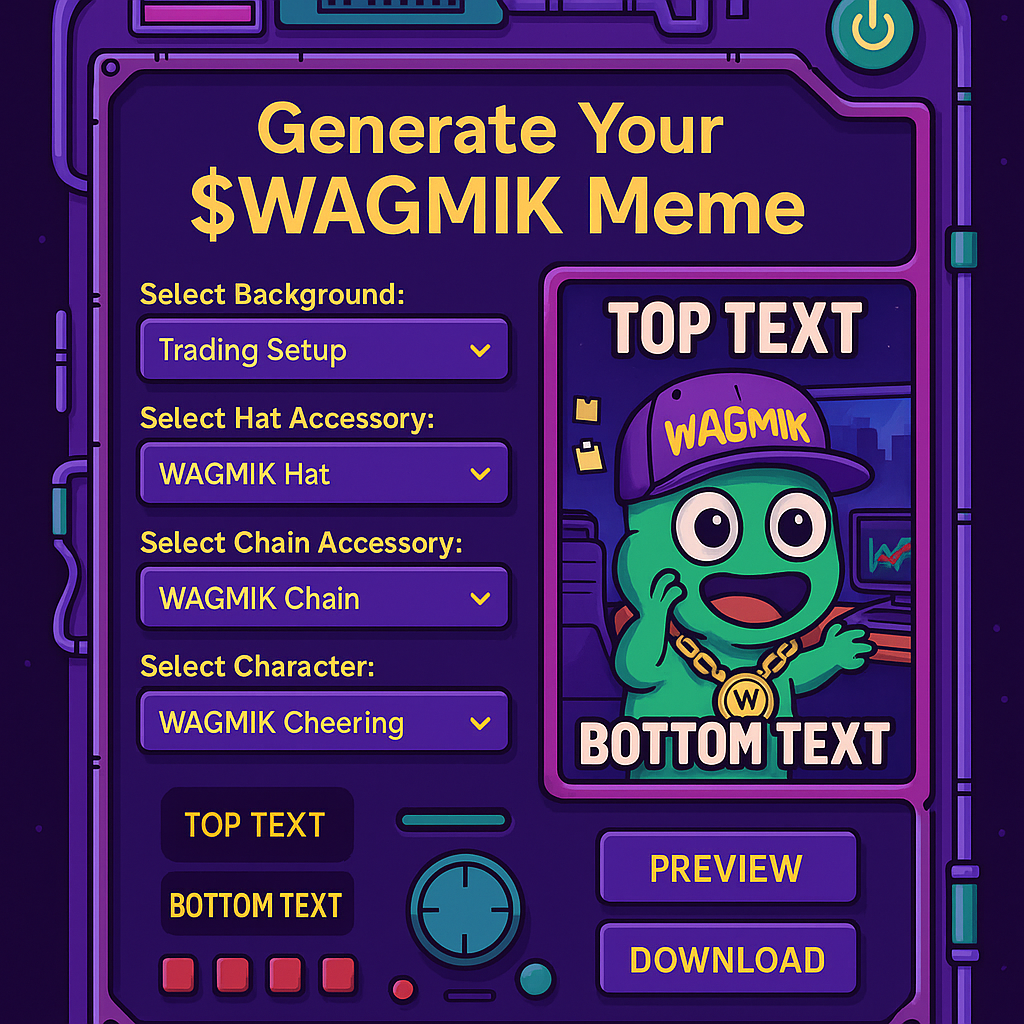 Generate Your
$WAGMIK Meme
Select Background:
Trading Setup
Select Hat Accessory:
WAGMIK Hat
Select Chain Accessory:
WAGMIK Chain
Select Character:
WAGMIK Cheering
TOP TEXT
BOTTOM TEXT
TOP TEXT
WAGMIK
W
BOTTOM TEXT
PREVIEW
DOWNLOAD